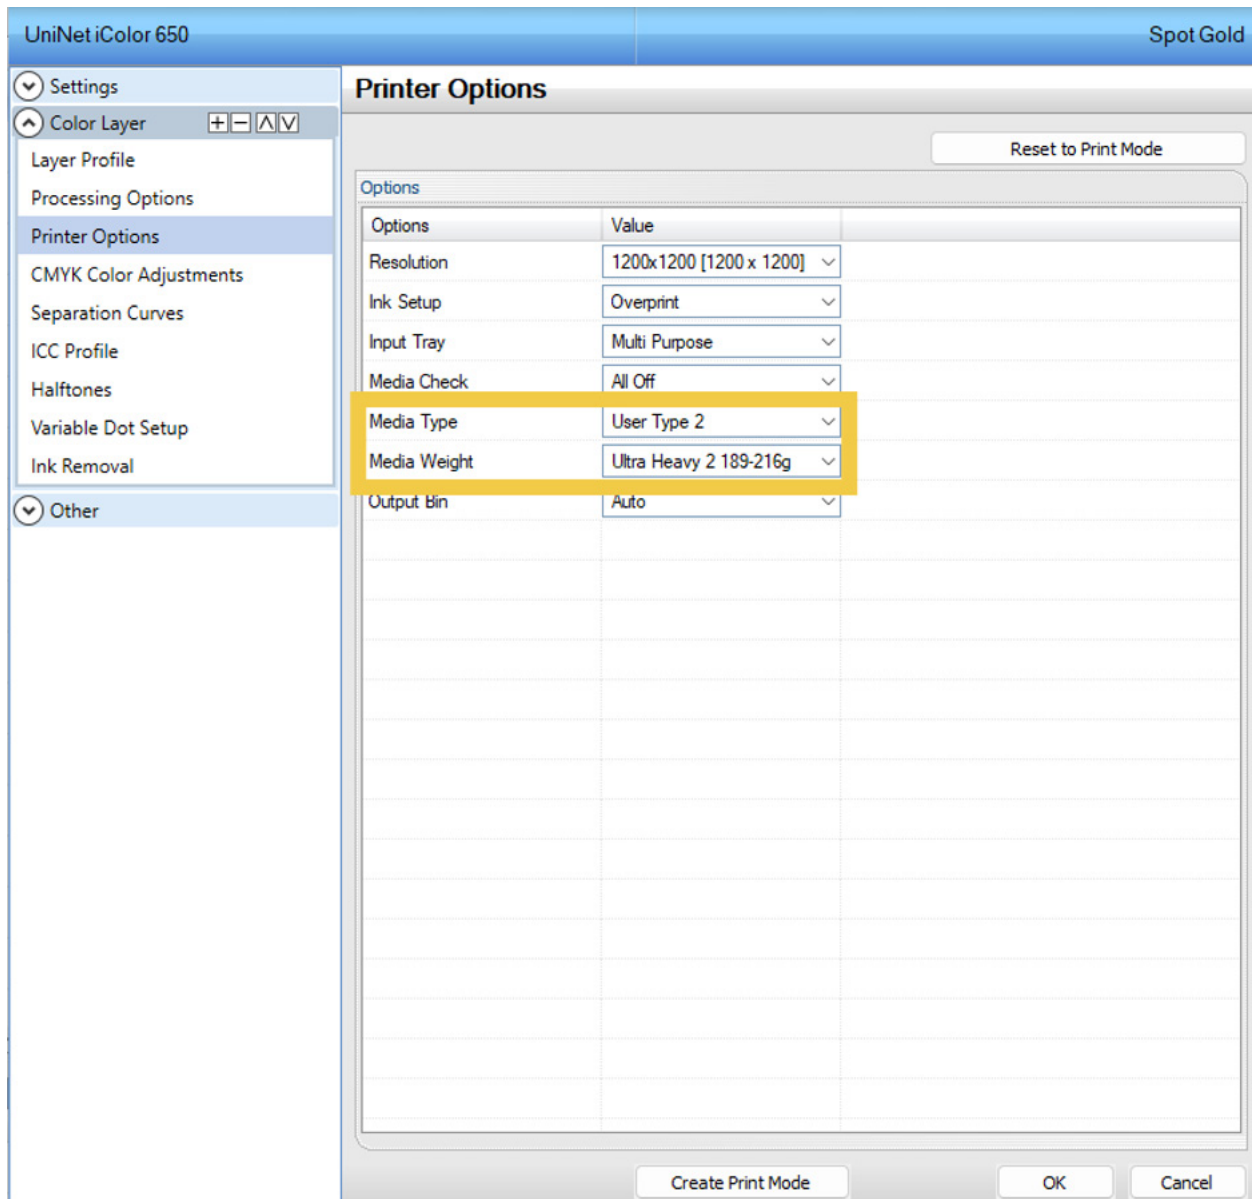 UniNet iColor 650 Spot Gold
Settings
Color Layer
Layer Profile
Processing Options
Printer Options
CMYK Color Adjustments
Separation Curves
ICC Profile
Halftones
Variable Dot Setup
Ink Removal
Other
Printer Options
Reset to Print Mode
Options
Options Value
Resolution 1200x1200 [1200 x 1200]
Ink Setup Overprint
Input Tray Multi Purpose
Media Check All Off
Media Type User Type 2
Media Weight Ultra Heavy 2 189-216g
Output Bin Auto
Create Print Mode OK Cancel